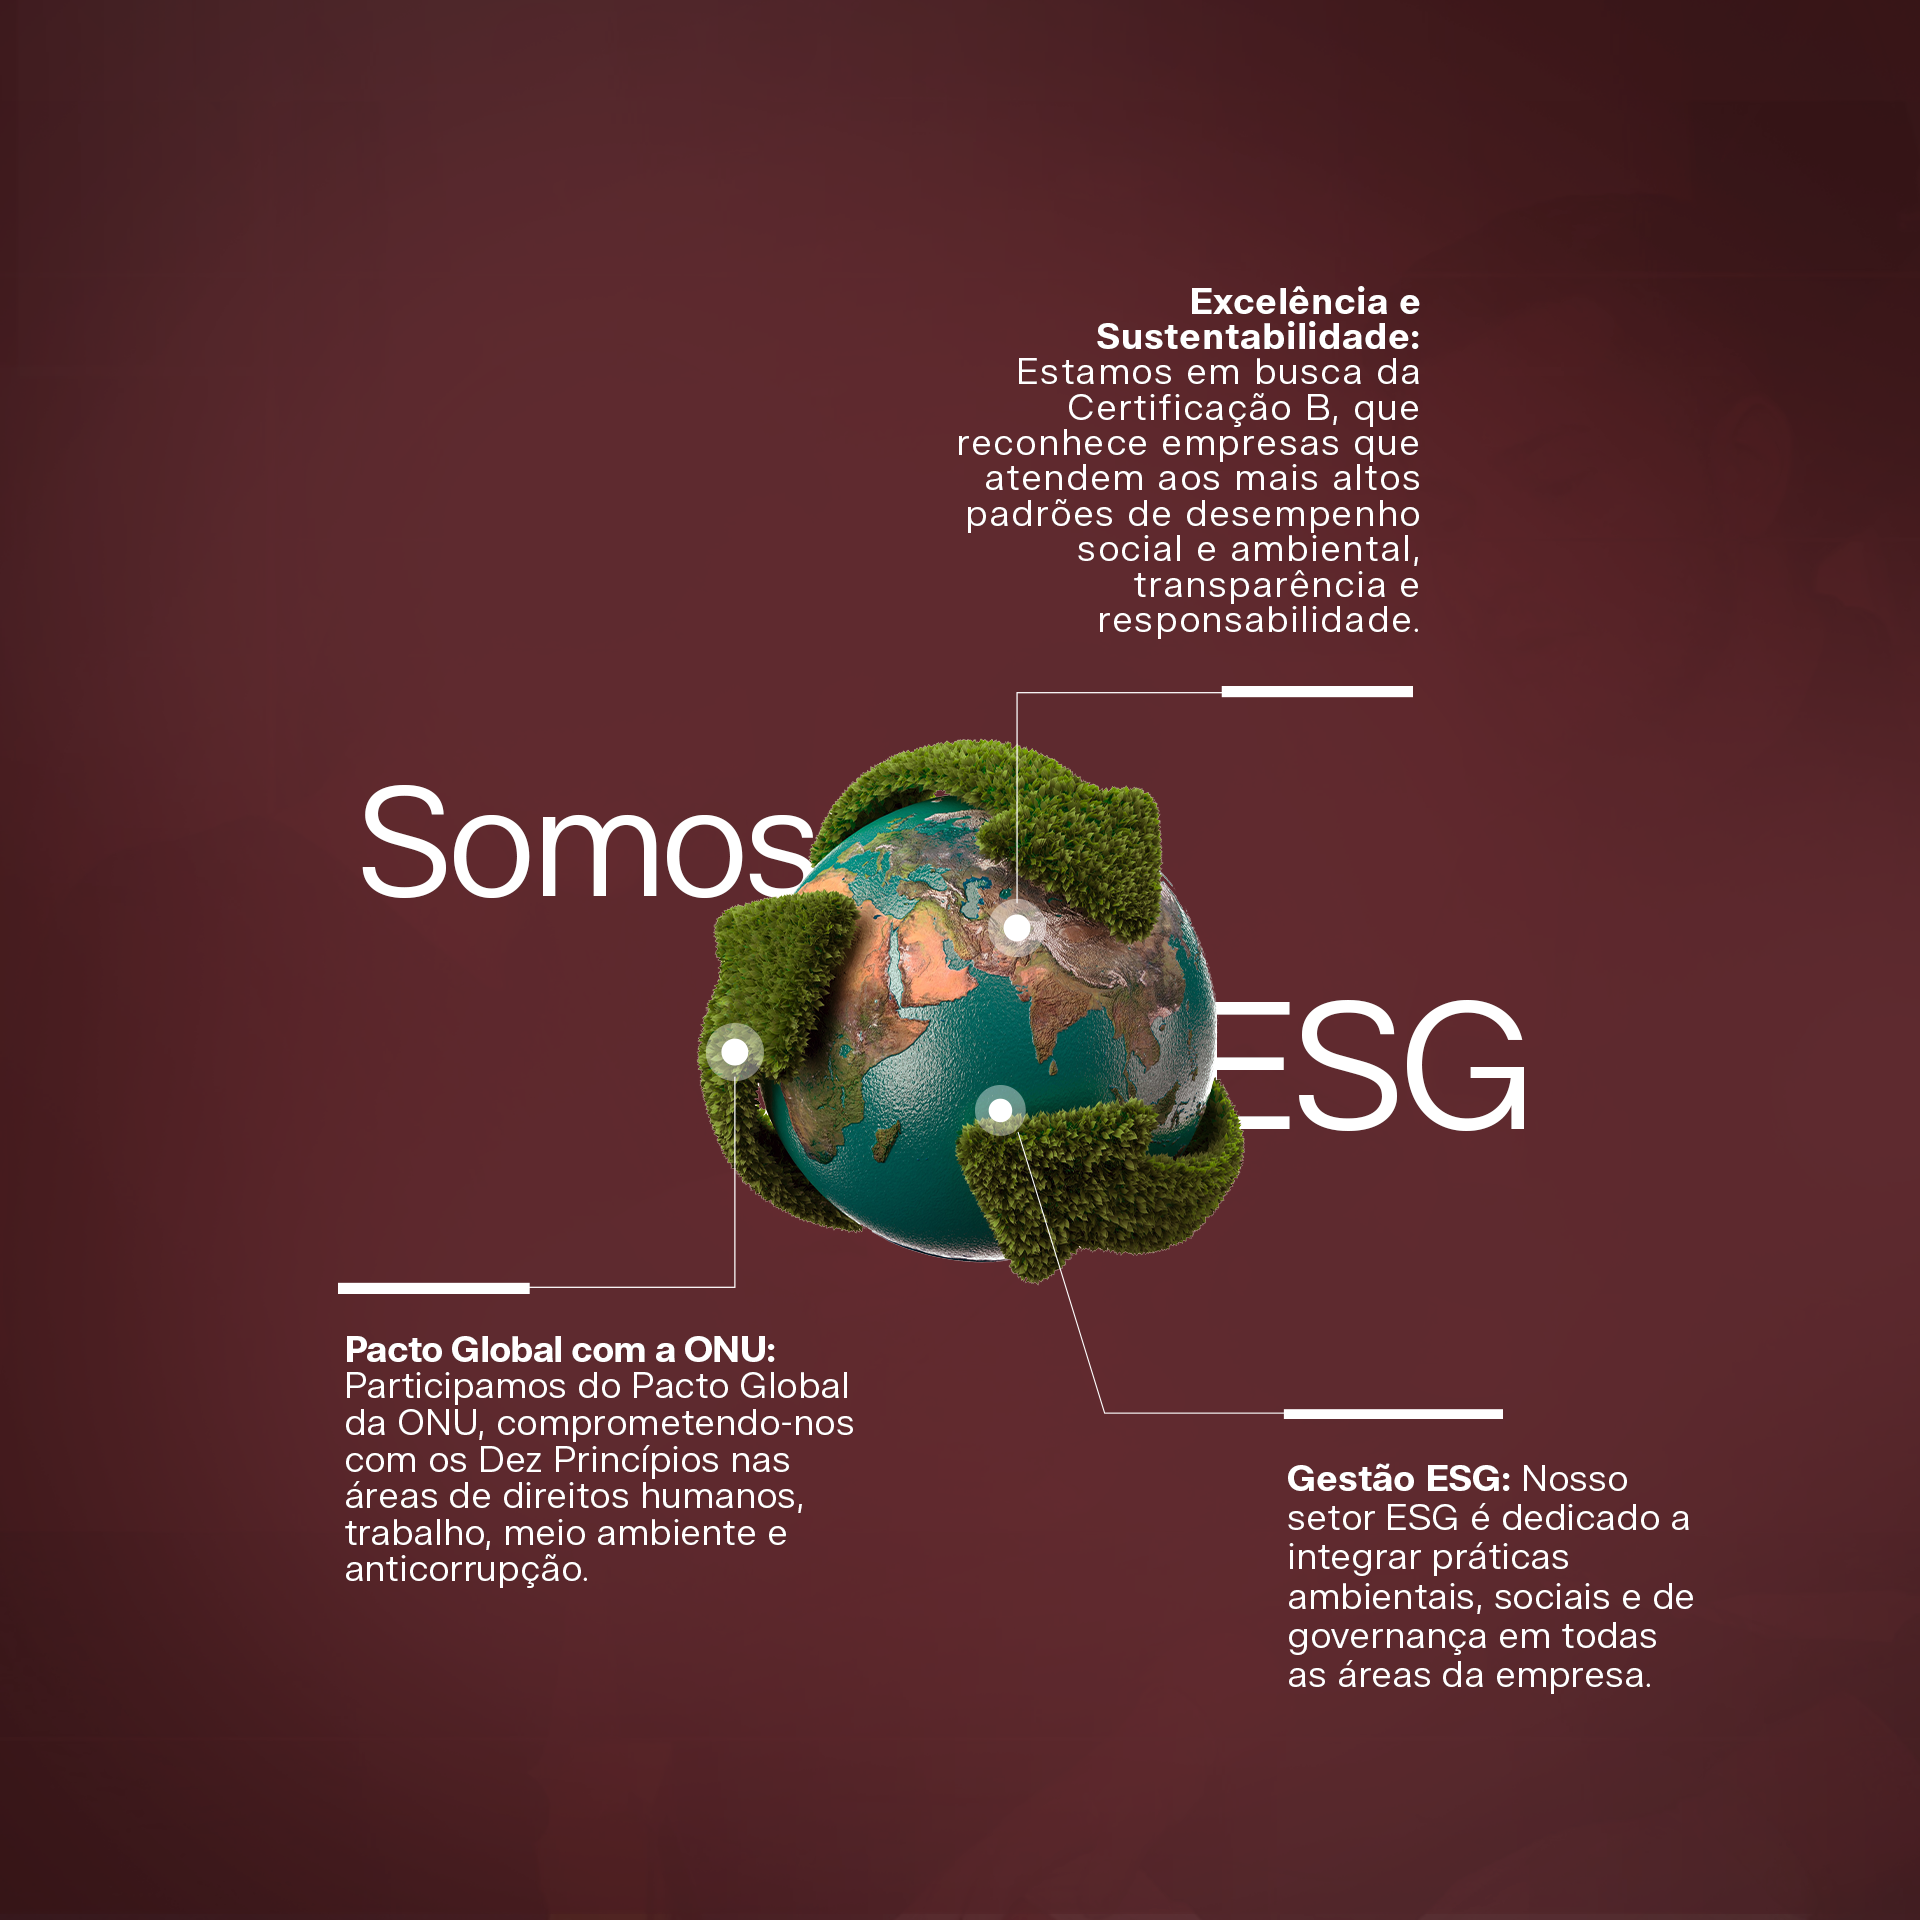 Excelência e
Sustentabilidade:
Estamos em busca da
Certificação B, que
reconhece empresas que
atendem aos mais altos
padrões de desempenho
social e ambiental,
transparência e
responsabilidade.
Somos
ESG
Pacto Global com a ONU:
Participamos do Pacto Global
da ONU, comprometendo-nos
com os Dez Princípios nas
áreas de direitos humanos,
trabalho, meio ambiente e
anticorrupção.
Gestão ESG: Nosso
setor ESG é dedicado a
integrar práticas
ambientais, sociais e de
governança em todas
as áreas da empresa.